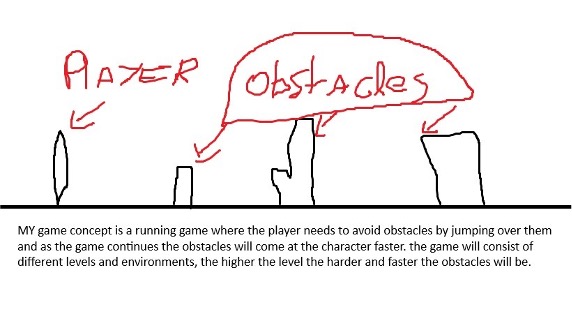 PLAYER
obstacles
MY game concept is a running game where the player needs to avoid obstacles by jumping over them
and as the game continues the obstacles will come at the character faster. the game will consist of
different levels and environments, the higher the level the harder and faster the obstacles will be.